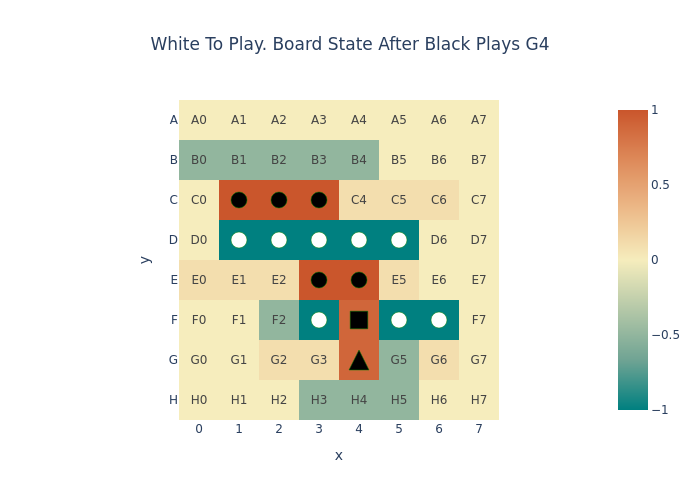 White To Play. Board State After Black Plays G4
A A0 A1 A2 A3 A4 A5 A6 A7
B B0 B1 B2 B3 B4 B5 B6 B7
C C0 C4 C5 C6 C7
D D0 D6 D7
E E0 E1 E2 E5 E6 E7
F F0 F1 F2 F7
G G0 G1 G2 G3 G5 G6 G7
H H0 H1 H2 H3 H4 H5 H6 H7
0 1 2 3 4 5 6 7
x
y
1
0.5
0
−0.5
−1